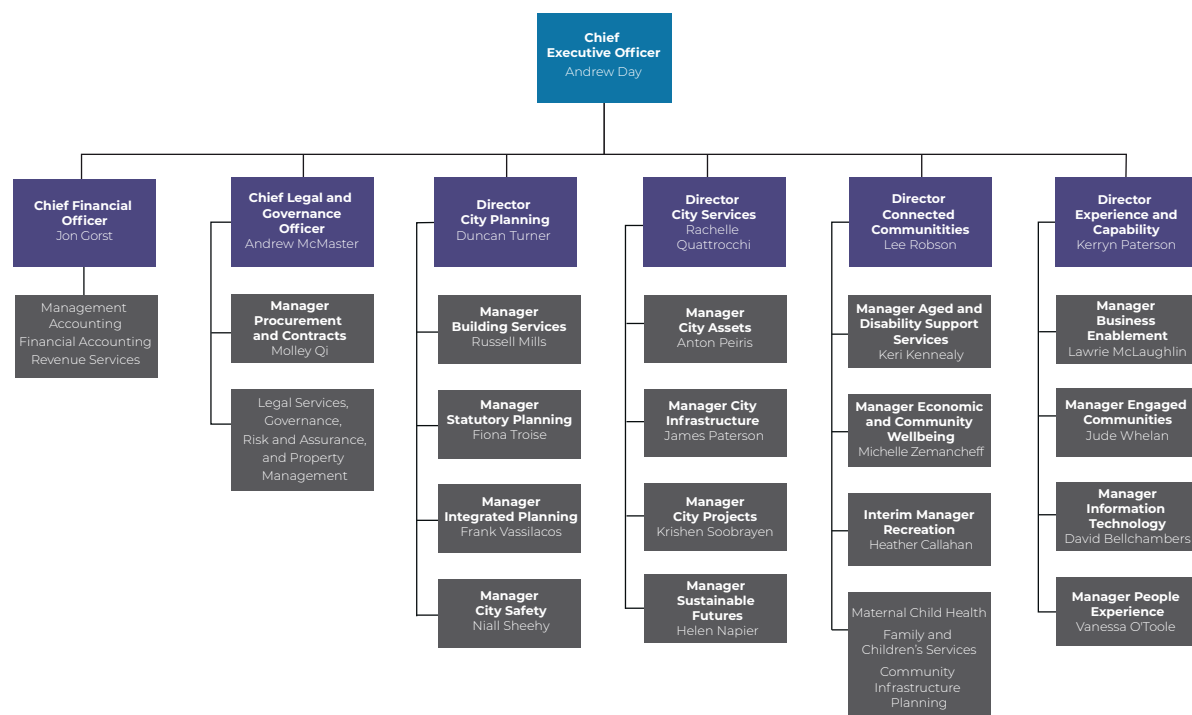 Chief
Executive Officer
Andrew Day
Chief Financial
Officer
Jon Gorst
Management
Accounting
Financial Accounting
Revenue Services
Chief Legal and
Governance
Officer
Andrew McMaster
Manager
Procurement
and Contracts
Molley Qi
Legal Services,
Governance,
Risk and Assurance,
and Property
Management
Director
City Planning
Duncan Turner
Manager
Building Services
Russell Mills
Manager
Statutory Planning
Fiona Troise
Manager
Integrated Planning
Frank Vassilacos
Manager
City Safety
Niall Sheehy
Director
City Services
Rachelle
Quattrocchi
Manager
City Assets
Anton Peiris
Manager City
Infrastructure
James Paterson
Manager
City Projects
Krishen Soobrayen
Manager
Sustainable
Futures
Helen Napier
Director
Connected
Communitities
Lee Robson
Manager Aged and
Disability Support
Services
Keri Kennealy
Manager Economic
and Community
Wellbeing
Michelle Zemancheff
Interim Manager
Recreation
Heather Callahan
Maternal Child Health
Family and
Children's Services
Community
Infrastructure
Planning
Director
Experience and
Capability
Kerryn Paterson
Manager
Business
Enablement
Lawrie McLaughlin
Manager Engaged
Communities
Jude Whelan
Manager
Information
Technology
David Bellchambers
Manager People
Experience
Vanessa O'Toole